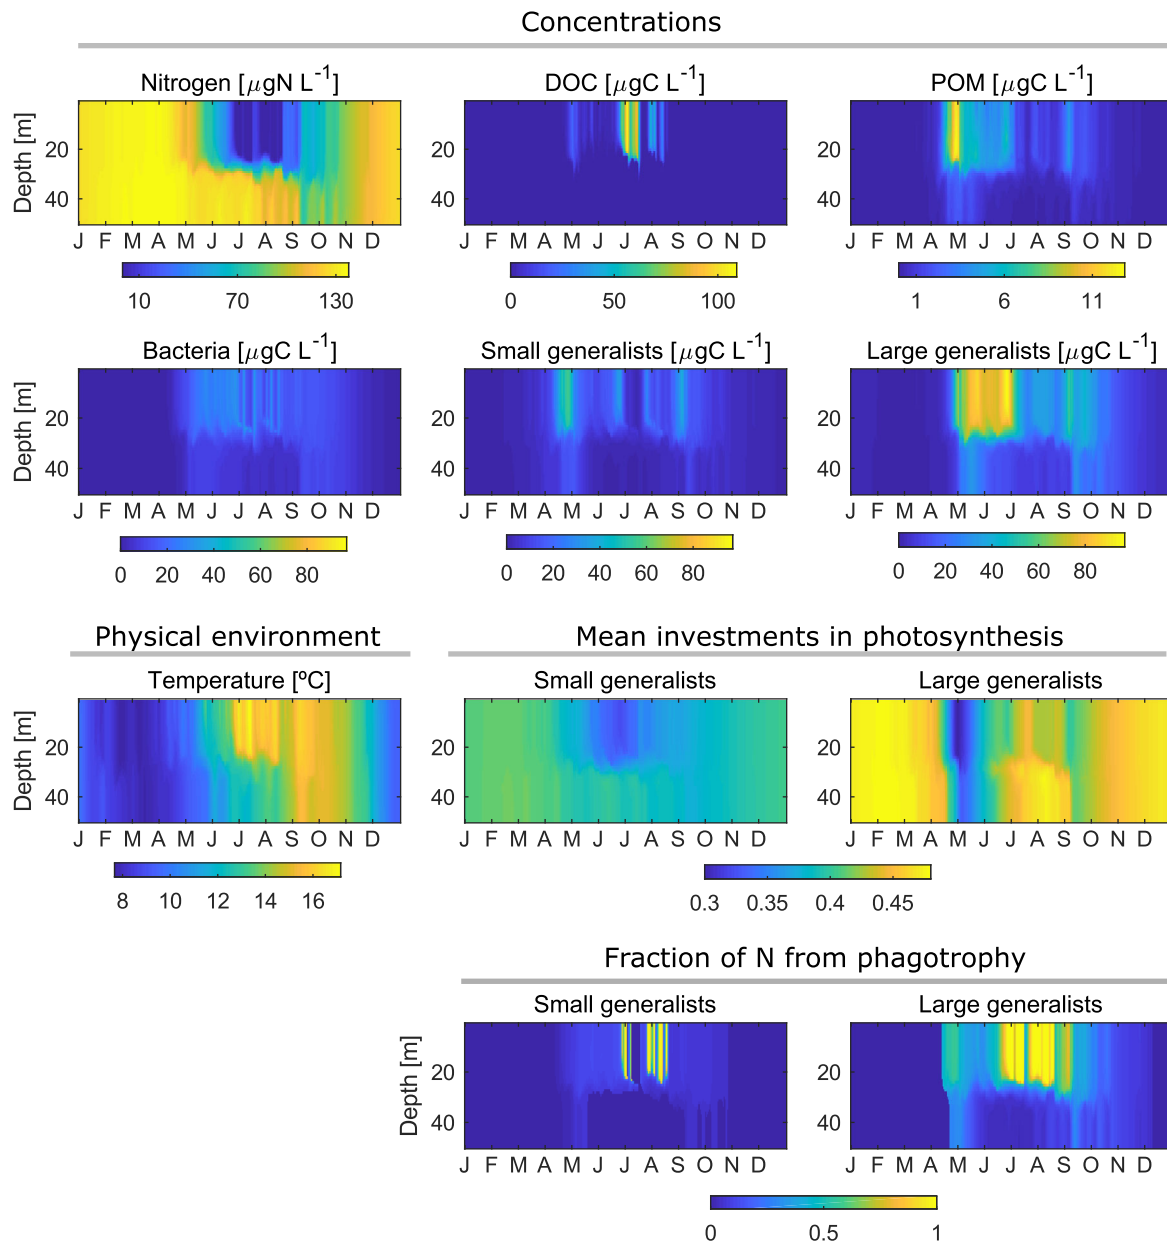 Concentrations
Nitrogen [μgN L-1]
DOC [μgC L-1]
POM [μgC L-1]
Depth [m]
20
40
J F M A M J J A S O N D
20
40
J F M A M J J A S O N D
20
40
J F M A M J J A S O N D
10 70 130
0 50 100
1 6 11
Bacteria [μgC L-1]
Small generalists [μgC L-1]
Large generalists [μgC L-1]
Depth [m]
20
40
J F M A M J J A S O N D
20
40
J F M A M J J A S O N D
20
40
J F M A M J J A S O N D
0 20 40 60 80
0 20 40 60 80
0 20 40 60 80
Physical environment
Mean investments in photosynthesis
Temperature [ºC]
Small generalists
Large generalists
Depth [m]
20
40
J F M A M J J A S O N D
20
40
J F M A M J J A S O N D
20
40
J F M A M J J A S O N D
8 10 12 14 16
0.3 0.35 0.4 0.45
Fraction of N from phagotrophy
Small generalists
Large generalists
Depth [m]
20
40
J F M A M J J A S O N D
20
40
J F M A M J J A S O N D
0 0.5 1